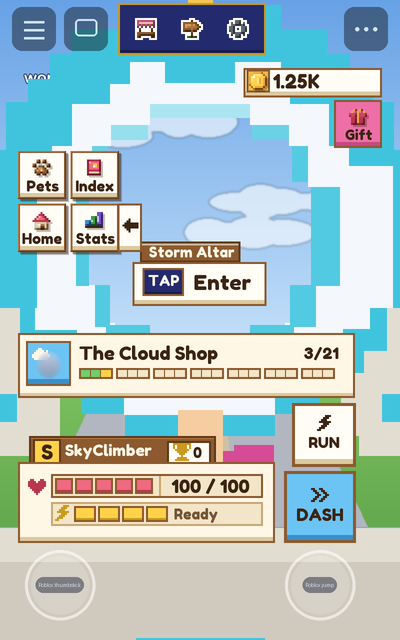 1.25K
Gift
Pets
Index
Home
Stats
Storm Altar
TAP Enter
The Cloud Shop 3/21
RUN
S SkyClimber 0
100 / 100
DASH
Ready
Roblox thumbstick
Roblox jump